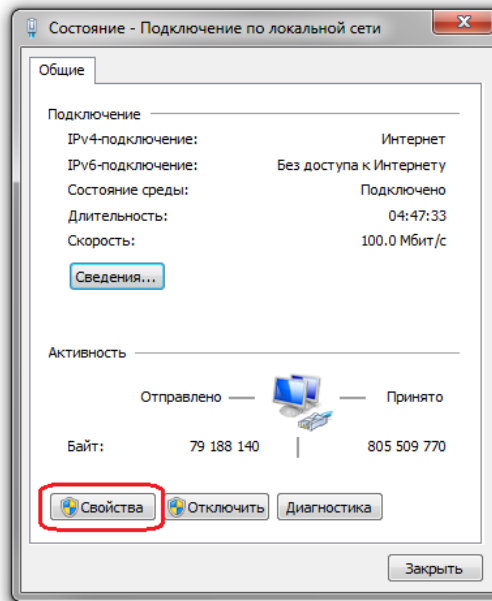 Состояние - Подключение по локальной сети
Общие
Подключение
IPv4-подключение: Интернет
IPv6-подключение: Без доступа к Интернету
Состояние среды: Подключено
Длительность: 04:47:33
Скорость: 100.0 Мбит/с
Сведения...
Активность
Отправлено — — Принято
Байт: 79 188 140 | 805 509 770
Свойства Отключить Диагностика
Закрыть